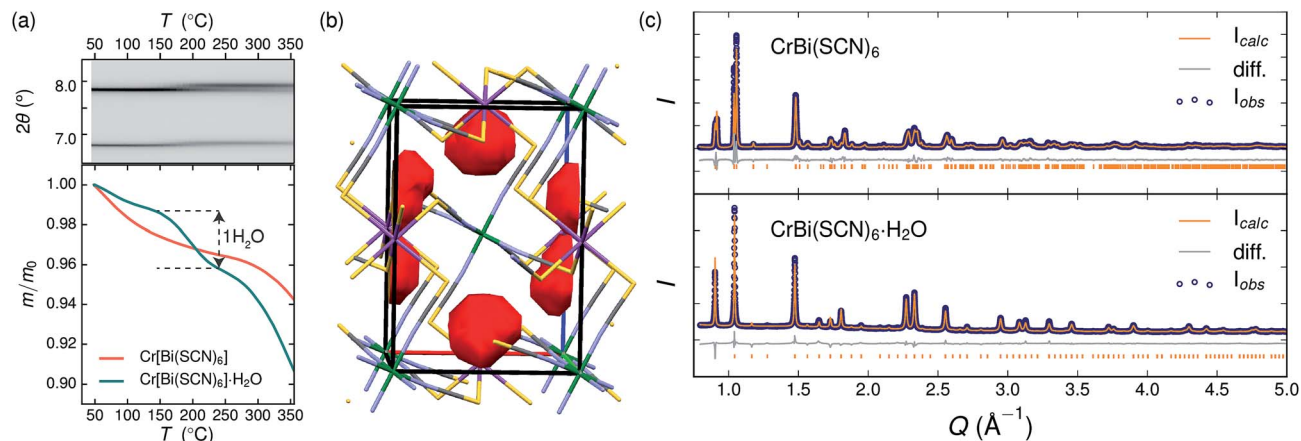 (a)
T (°C)
50 100 150 200 250 300 350
8.0
7.0
2θ (°)
1.00
0.98
0.96
0.94
0.92
0.90
m/m0
1H2O
Cr[Bi(SCN)6]
Cr[Bi(SCN)6]·H2O
50 100 150 200 250 300 350
T (°C)
(b)
(c)
CrBi(SCN)6
Icalc
diff.
Iobs
I
CrBi(SCN)6·H2O
Icalc
diff.
Iobs
I
1.0 1.5 2.0 2.5 3.0 3.5 4.0 4.5 5.0
Q (Å−1)